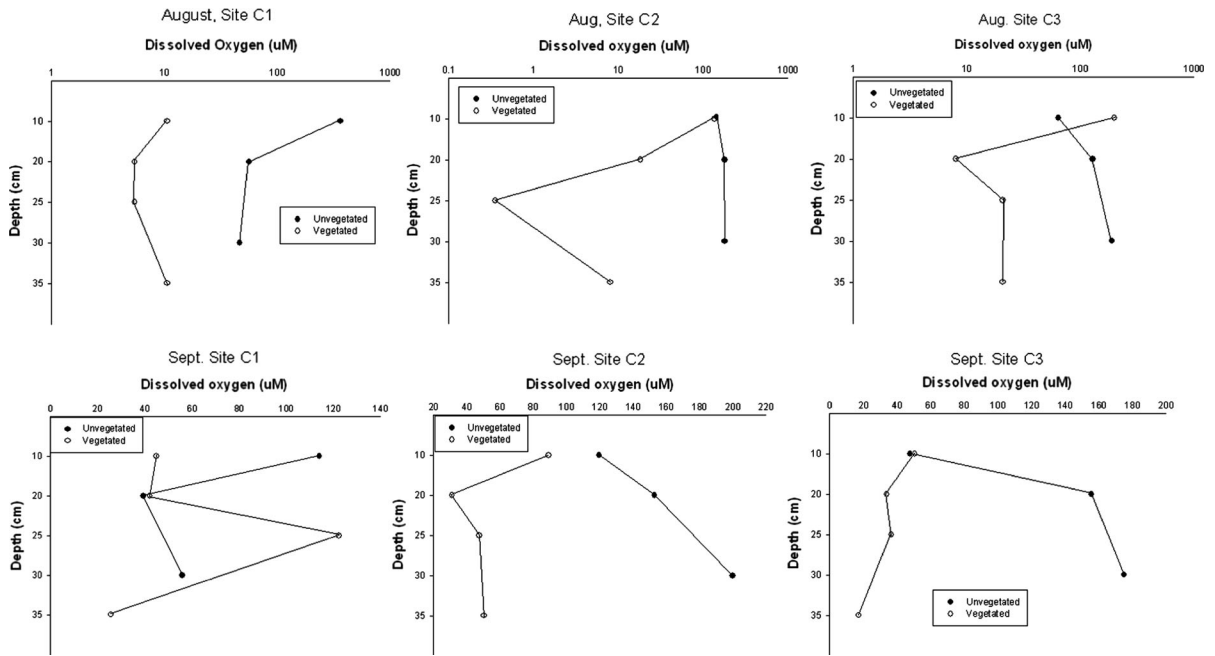 August, Site C1
Dissolved Oxygen (uM)
1 10 100 1000
10
20
25
30
35
Depth (cm)
Unvegetated
Vegetated
Aug, Site C2
Dissolved oxygen (uM)
0.1 1 10 100 1000
10
20
25
30
35
Depth (cm)
Unvegetated
Vegetated
Aug. Site C3
Dissolved oxygen (uM)
1 10 100 1000
10
20
25
30
35
Depth (cm)
Unvegetated
Vegetated
Sept. Site C1
Dissolved oxygen (uM)
0 20 40 60 80 100 120 140
10
20
25
30
35
Depth (cm)
Unvegetated
Vegetated
Sept. Site C2
Dissolved oxygen (uM)
20 40 60 80 100 120 140 160 180 200 220
10
20
25
30
35
Depth (cm)
Unvegetated
Vegetated
Sept. Site C3
Dissolved oxygen (uM)
0 20 40 60 80 100 120 140 160 180 200
10
20
25
30
35
Depth (cm)
Unvegetated
Vegetated